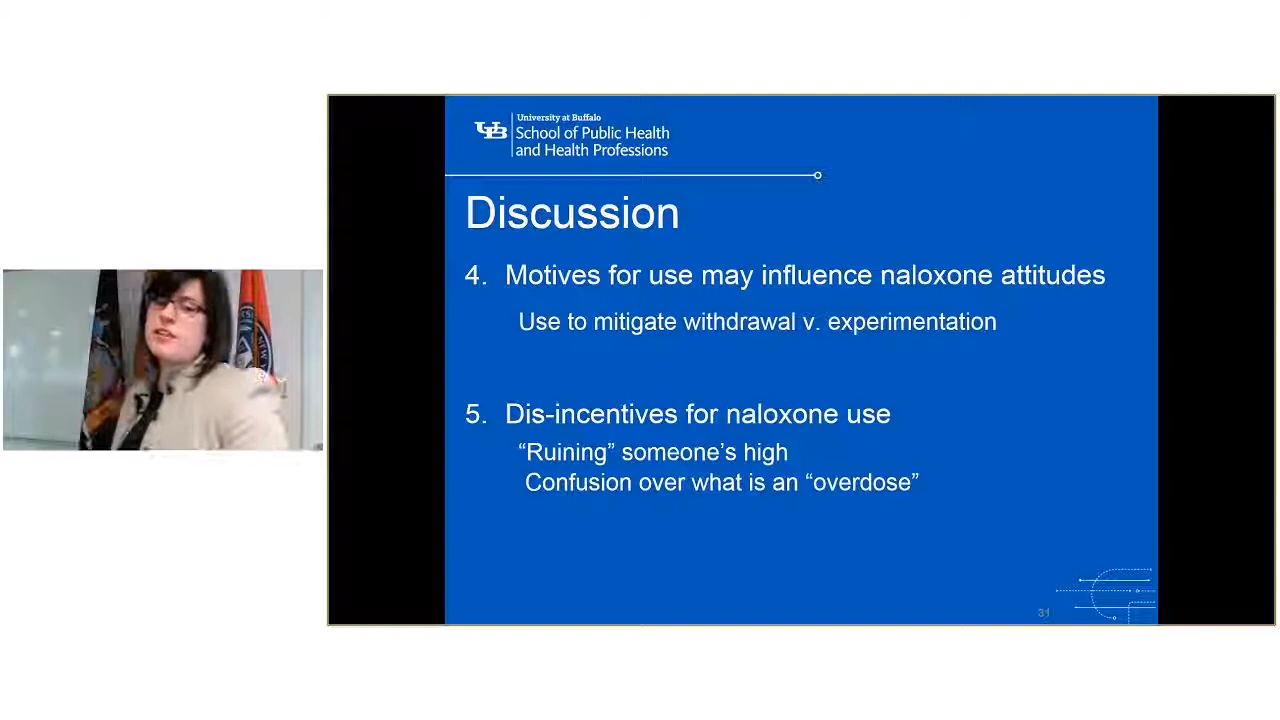 University at Buffalo
UB
School of Public Health
and Health Professions
Discussion
4. Motives for use may influence naloxone attitudes
Use to mitigate withdrawal v. experimentation
5. Dis-incentives for naloxone use
“Ruining” someone’s high
Confusion over what is an “overdose”
31